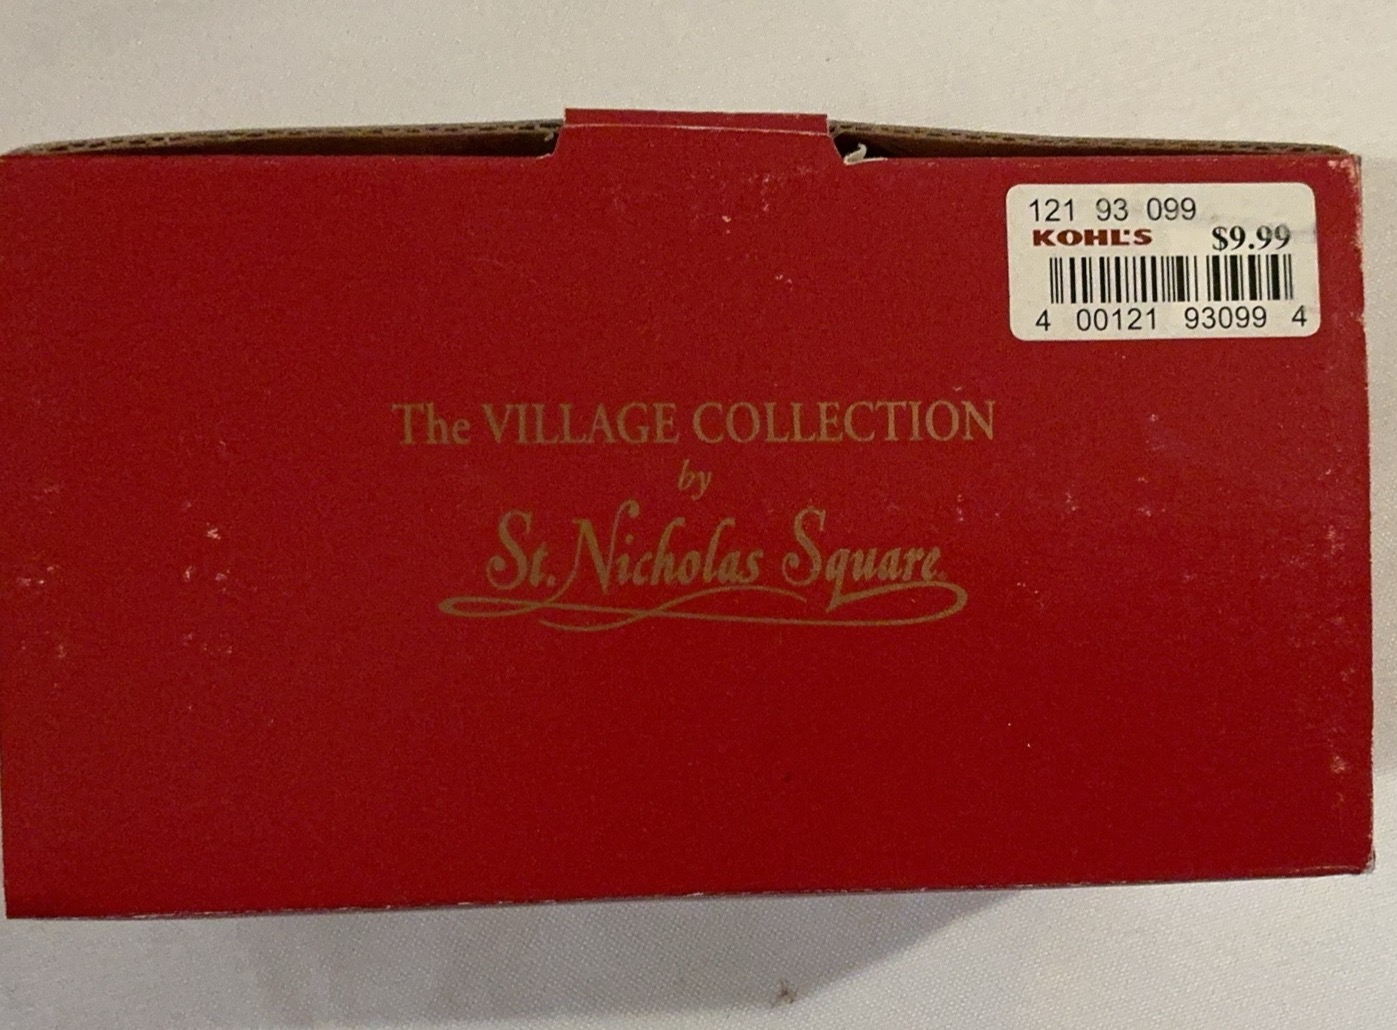 121 93 099
KOHL'S $9.99
4 00121 93099 4
The VILLAGE COLLECTION
by
St. Nicholas Square